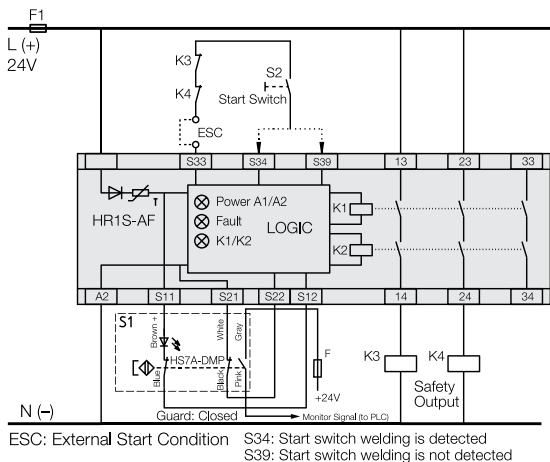 F1
L (+)
24V
K3
S2
K4
Start Switch
ESC
S33
S34
S39
13
23
33
T
HR1S-AF
Power A1/A2
Fault
K1/K2
LOGIC
K1
K2
A2
S11
S21
S22
S12
14
24
34
S1
Brown +
White
Gray
HS7A-DMP
F
K3
K4
Blue
Black
Pink
+24V
Safety
Output
Guard: Closed
Monitor Signal (to PLC)
N (−)
ESC: External Start Condition
S34: Start switch welding is detected
S39: Start switch welding is not detected